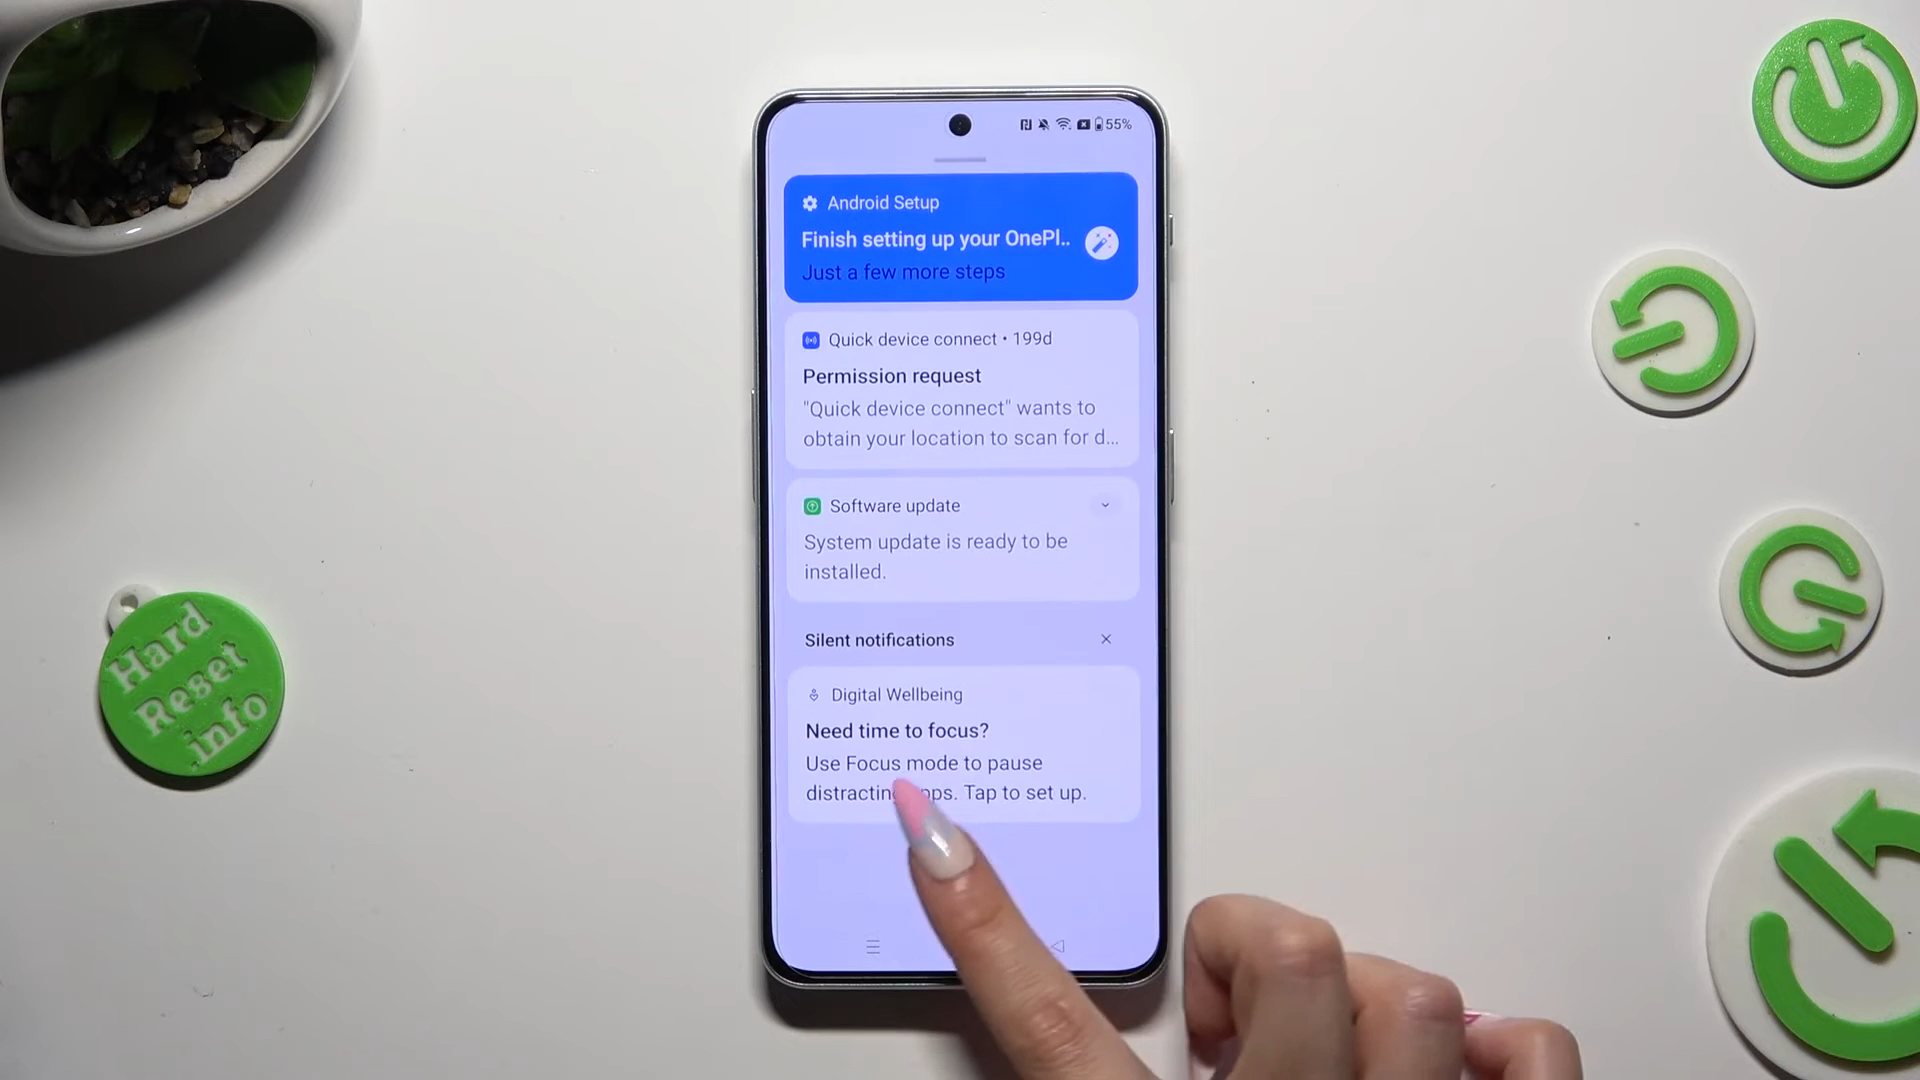 55%
Android Setup
Finish setting up your OnePl..
Just a few more steps
Quick device connect • 199d
Permission request
"Quick device connect" wants to
obtain your location to scan for d...
Software update
System update is ready to be
installed.
Silent notifications
Digital Wellbeing
Need time to focus?
Use Focus mode to pause
distracting apps. Tap to set up.
Hard
Reset
.info